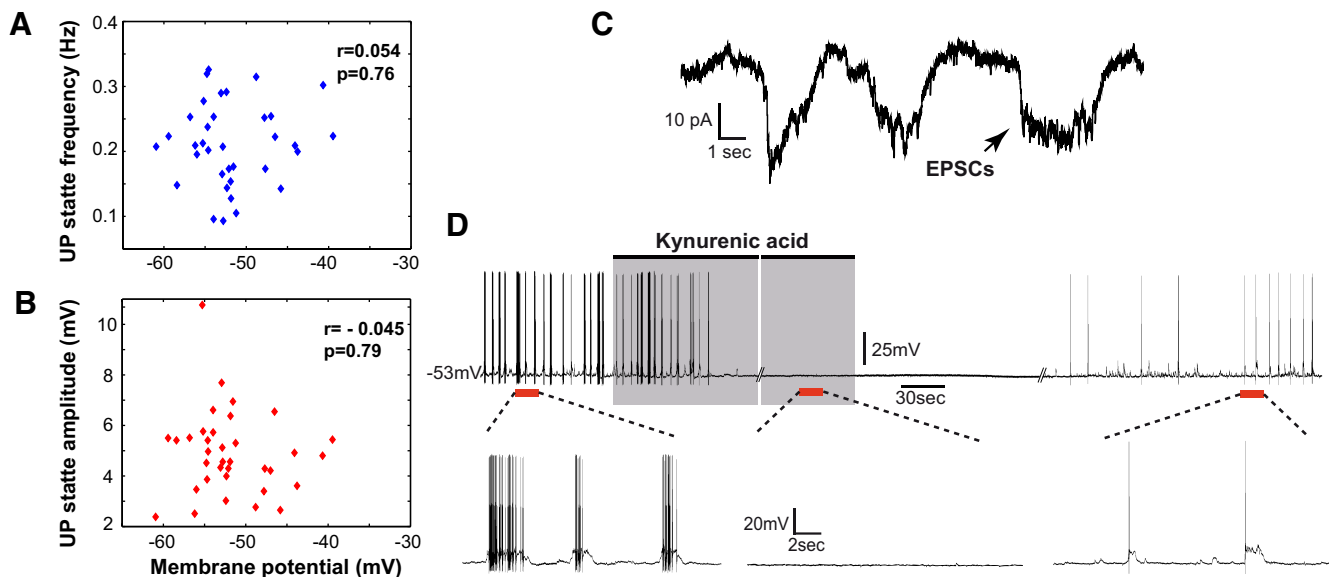 A
UP statte frequency (Hz)
0.4
0.3
0.2
0.1
r=0.054
p=0.76
-60
-50
-40
-30
B
UP statte amplitude (mV)
10
8
6
4
2
r= - 0.045
p=0.79
-60
-50
-40
-30
Membrane potential (mV)
C
10 pA
1 sec
EPSCs
D
Kynurenic acid
-53mV
25mV
30sec
20mV
2sec